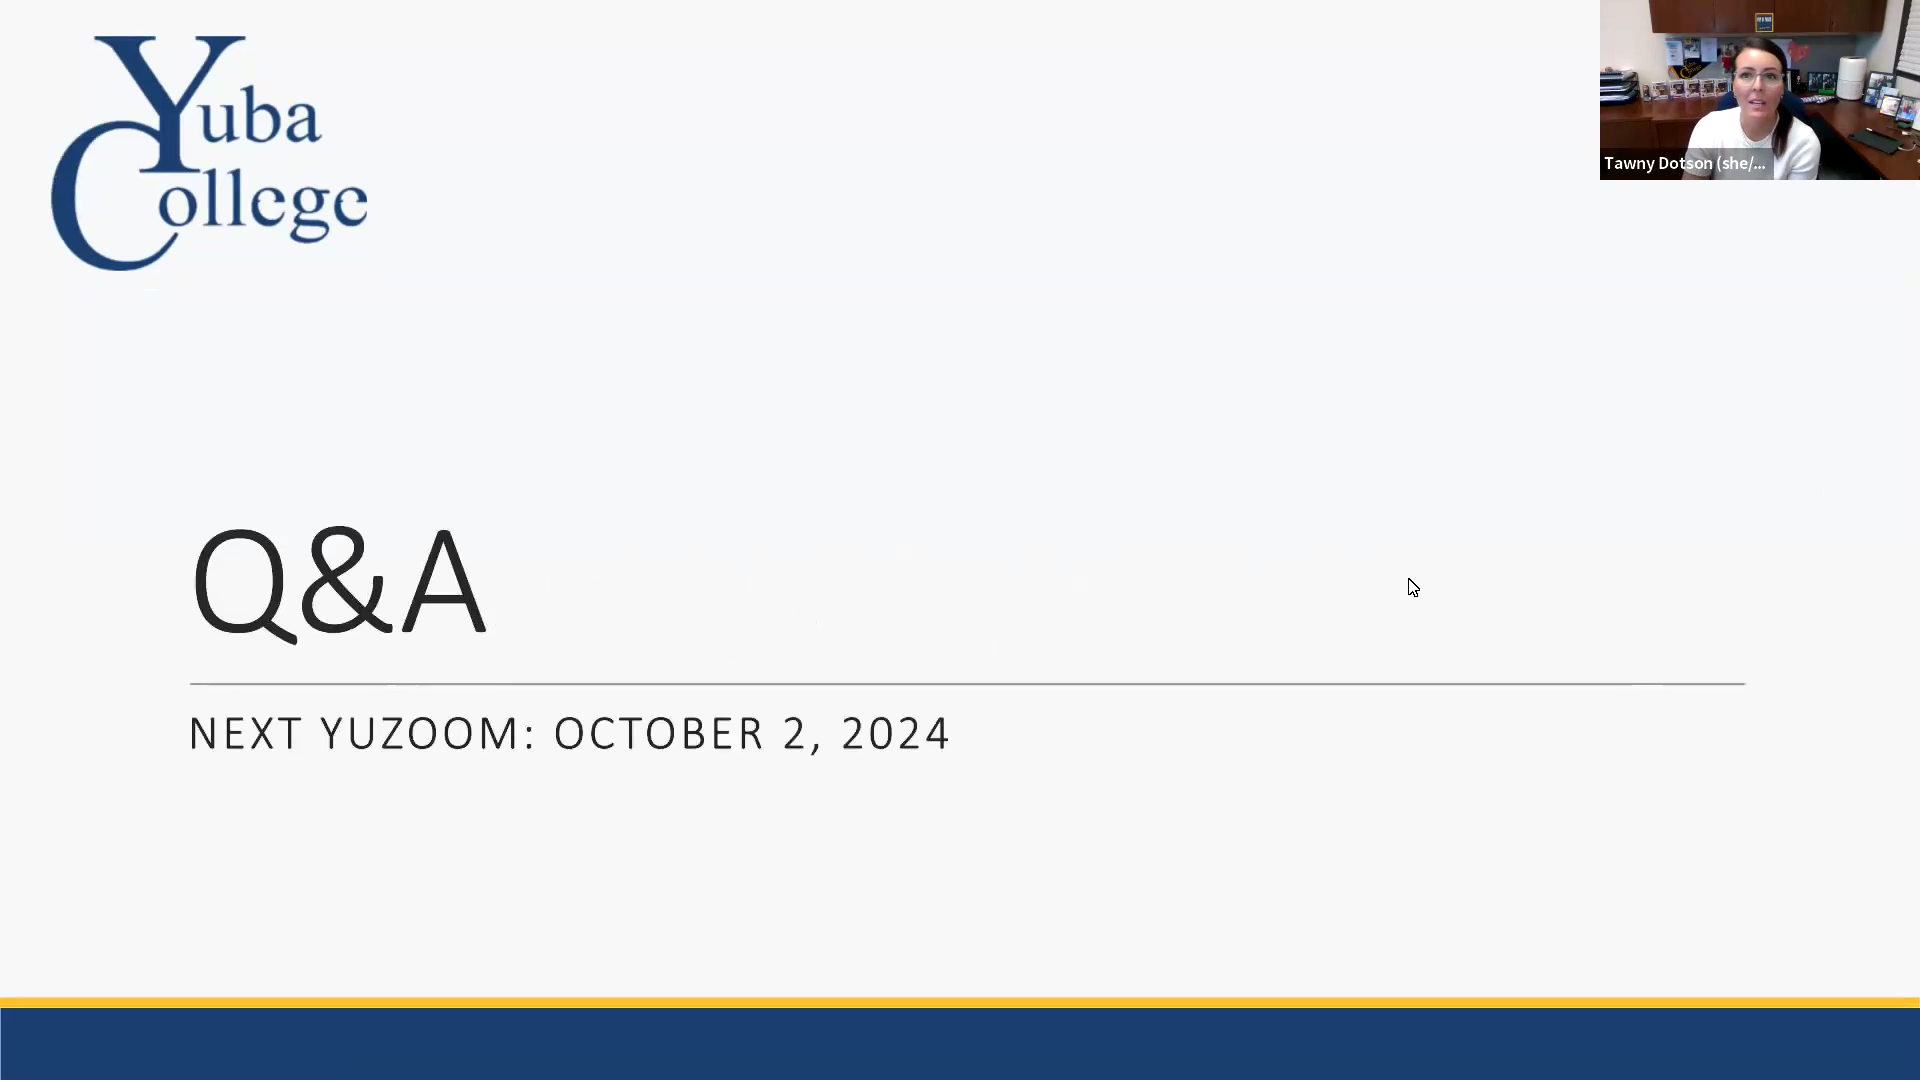 Yuba
College
Tawny Dotson (she/...
Q&A
NEXT YUZOOM: OCTOBER 2, 2024